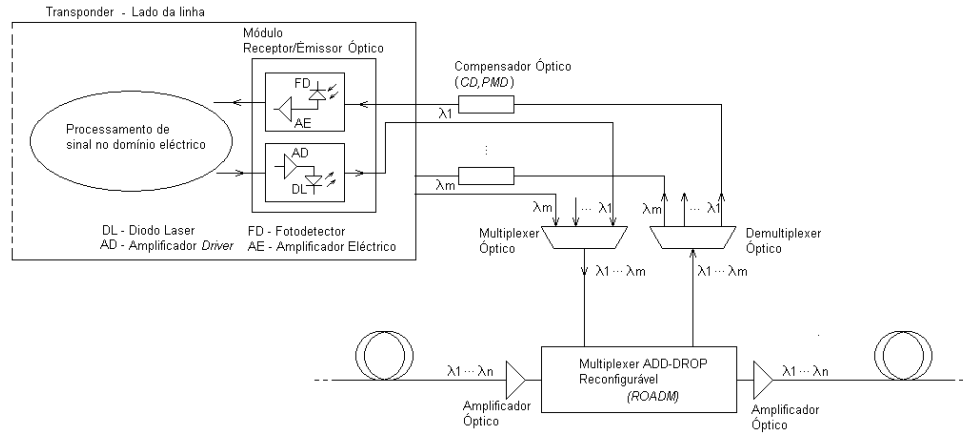 Transponder - Lado da linha
Módulo
Receptor/Émissor Óptico
FD
AE
Processamento de
sinal no domínio eléctrico
AD
DL
DL - Diodo Laser
AD - Amplificador Driver
FD - Fotodetector
AE - Amplificador Eléctrico
Compensador Óptico
(CD,PMD)
λ1
...
λm
λm
... λ1
λm
... λ1
Multiplexer
Óptico
Demultiplexer
Óptico
λ1 ... λm
λ1 ... λm
λ1 ... λn
Amplificador
Óptico
Multiplexer ADD-DROP
Reconfigurável
(ROADM)
λ1 ... λn
Amplificador
Óptico